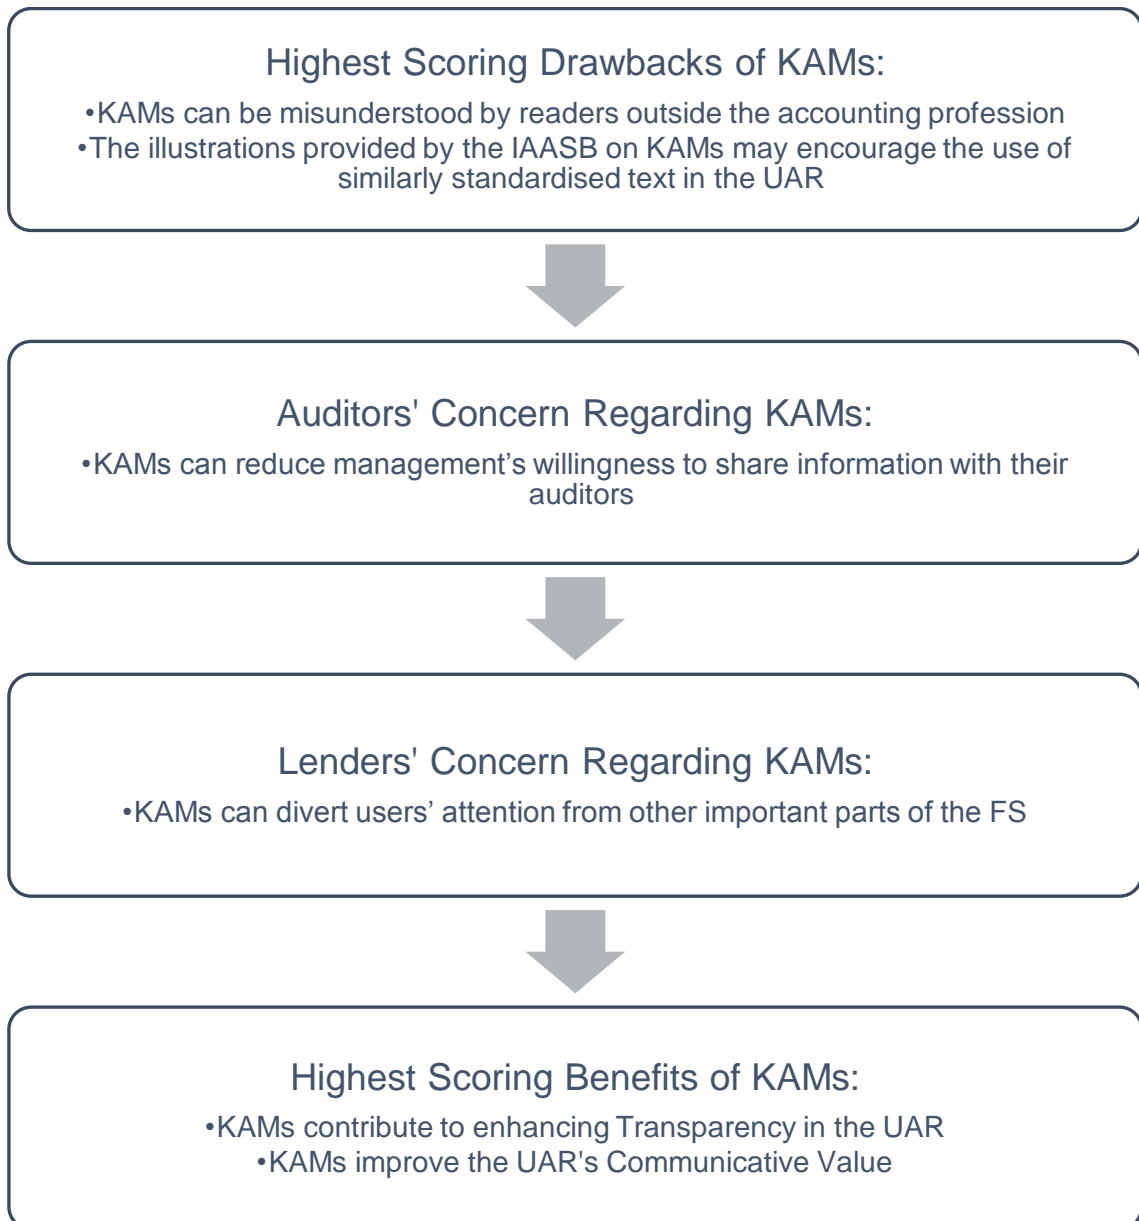 Highest Scoring Drawbacks of KAMs:
•KAMs can be misunderstood by readers outside the accounting profession
•The illustrations provided by the IAASB on KAMs may encourage the use of
similarly standardised text in the UAR
Auditors' Concern Regarding KAMs:
•KAMs can reduce management’s willingness to share information with their
auditors
Lenders' Concern Regarding KAMs:
•KAMs can divert users’ attention from other important parts of the FS
Highest Scoring Benefits of KAMs:
•KAMs contribute to enhancing Transparency in the UAR
•KAMs improve the UAR's Communicative Value